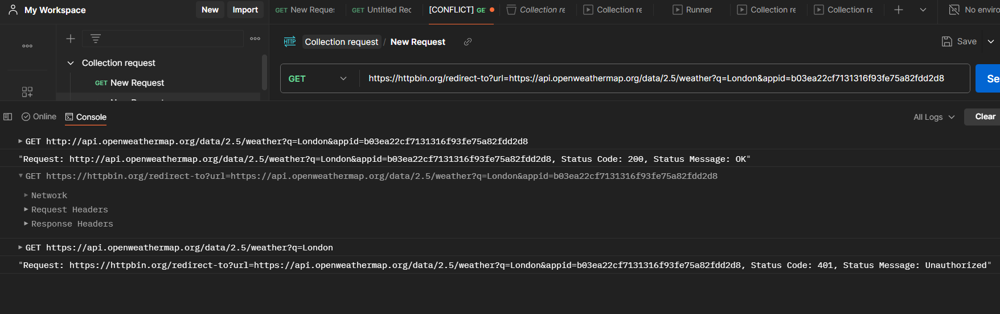 My Workspace
New
Import
GET New Reques
GET Untitled Rec
[CONFLICT] GE
Collection re
Collection re
Runner
Collection re
Collection re
No enviro
HTTP
Collection request / New Request
Save
Collection request
GET New Request
GET
https://httpbin.org/redirect-to?url=https://api.openweathermap.org/data/2.5/weather?q=London&appid=b03ea22cf7131316f93fe75a82fdd2d8
Se
Online
Console
All Logs
Clear
GET http://api.openweathermap.org/data/2.5/weather?q=London&appid=b03ea22cf7131316f93fe75a82fdd2d8
"Request: http://api.openweathermap.org/data/2.5/weather?q=London&appid=b03ea22cf7131316f93fe75a82fdd2d8, Status Code: 200, Status Message: OK"
GET https://httpbin.org/redirect-to?url=https://api.openweathermap.org/data/2.5/weather?q=London&appid=b03ea22cf7131316f93fe75a82fdd2d8
Network
Request Headers
Response Headers
GET https://api.openweathermap.org/data/2.5/weather?q=London
"Request: https://httpbin.org/redirect-to?url=https://api.openweathermap.org/data/2.5/weather?q=London&appid=b03ea22cf7131316f93fe75a82fdd2d8, Status Code: 401, Status Message: Unauthorized"